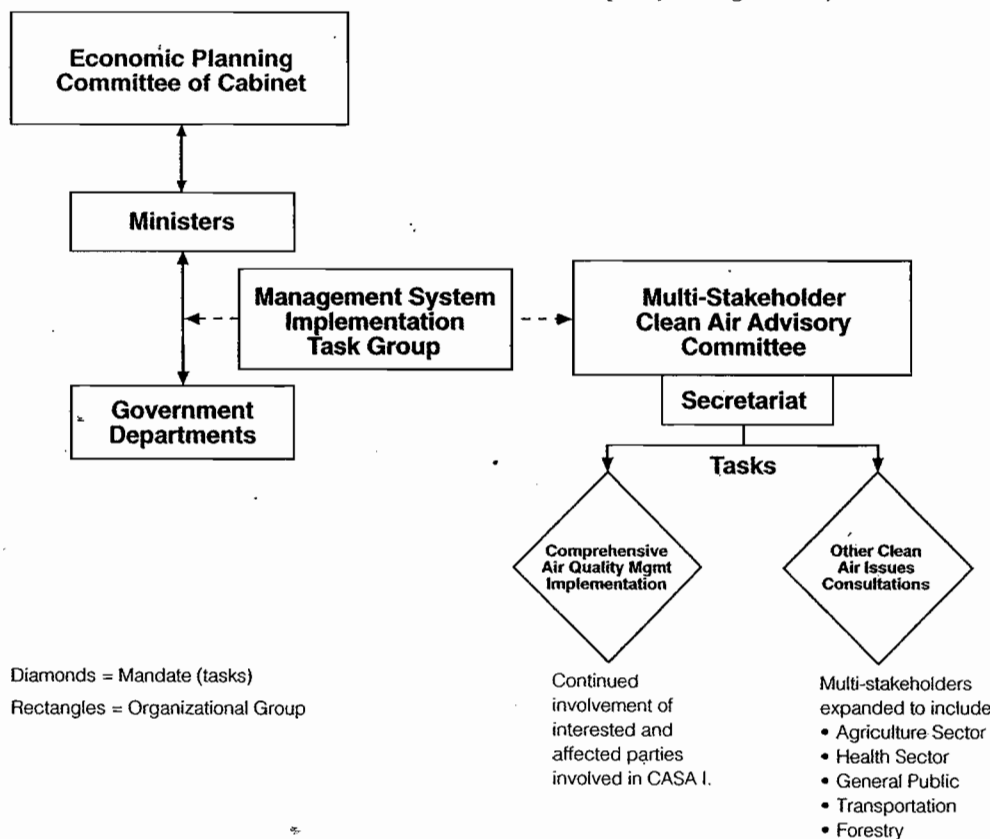 Economic Planning
Committee of Cabinet
Ministers
Management System
Implementation
Task Group
Multi-Stakeholder
Clean Air Advisory
Committee
Secretariat
Government
Departments
Tasks
Comprehensive
Air Quality Mgmt
Implementation
Other Clean
Air Issues
Consultations
Diamonds = Mandate (tasks)
Rectangles = Organizational Group
Continued
involvement of
interested and
affected parties
involved in CASA I.
Multi-stakeholders
expanded to include
• Agriculture Sector
• Health Sector
• General Public
• Transportation
• Forestry